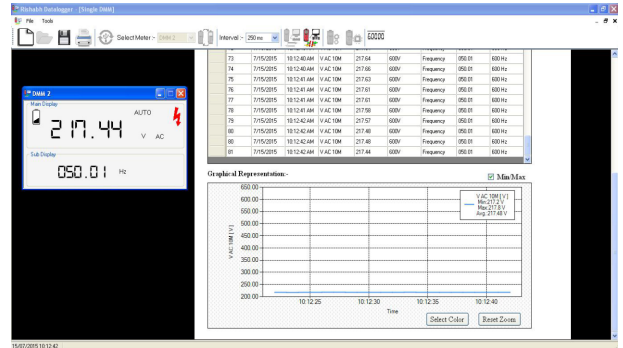 Rishabh Datalogger - [Single DMM]
File Tools
Select Meter :- DMM 2 Interval :- 250 ms 6.00.00
73 7/15/2015 10:12:40 AM V AC 10M 217.64 600V Frequency 050.01 600 Hz
74 7/15/2015 10:12:40 AM V AC 10M 217.66 600V Frequency 050.01 600 Hz
75 7/15/2015 10:12:41 AM V AC 10M 217.63 600V Frequency 050.01 600 Hz
76 7/15/2015 10:12:41 AM V AC 10M 217.61 600V Frequency 050.01 600 Hz
77 7/15/2015 10:12:41 AM V AC 10M 217.61 600V Frequency 050.01 600 Hz
78 7/15/2015 10:12:41 AM V AC 10M 217.58 600V Frequency 050.01 600 Hz
79 7/15/2015 10:12:42 AM V AC 10M 217.57 600V Frequency 050.01 600 Hz
80 7/15/2015 10:12:42 AM V AC 10M 217.48 600V Frequency 050.01 600 Hz
80 7/15/2015 10:12:42 AM V AC 10M 217.48 600V Frequency 050.01 600 Hz
81 7/15/2015 10:12:42 AM V AC 10M 217.44 600V Frequency 050.01 600 Hz
DMM 2
Main Display
AUTO
217.44 V AC
Sub Display
050.01 Hz
Graphical Representation:-
Min/Max
V AC 10M [ V ]
Min:217.2 V
Max:217.8 V
Avg:217.48 V
650.00
600.00
550.00
500.00
450.00
400.00
350.00
300.00
250.00
200.00
V AC 10M [ V ]
10:12:25 10:12:30 10:12:35 10:12:40
Time
Select Color Reset Zoom
15/07/2015 10:12:42